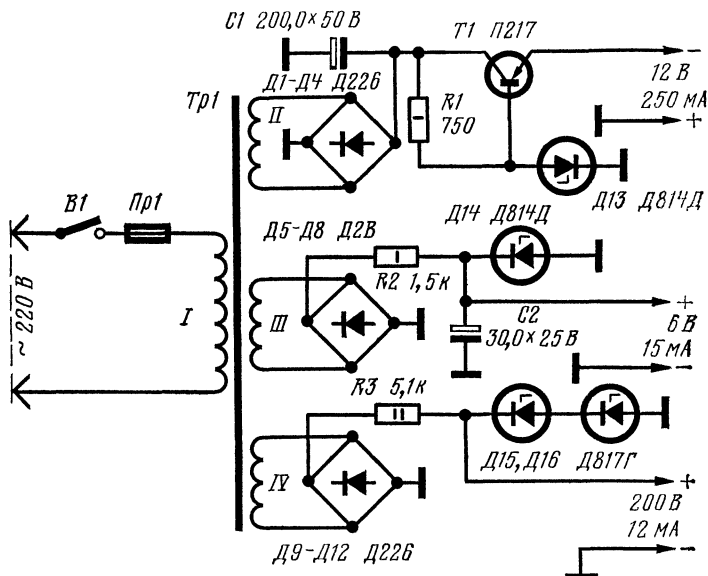 С1 200,0×50 В
Т1 П217
Д1-Д4 Д226
Тр1
II
R1
750
12 В
250 мА
+
−
Д13 Д814Д
В1
Пр1
~ 220 В
I
Д5-Д8 Д2В
Д14 Д814Д
R2 1,5к
III
С2
30,0×25В
+
6 В
15 мА
−
R3 5,1к
Д15, Д16 Д817Г
IV
+
200 В
12 мА
−
Д9-Д12 Д226